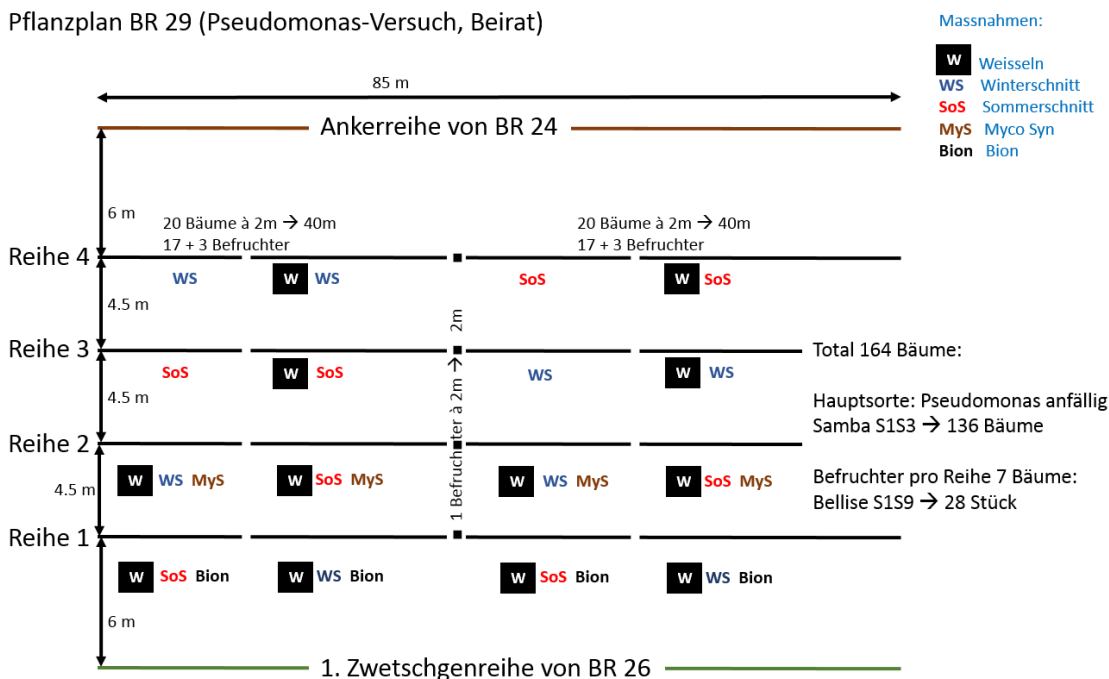 Pflanzplan BR 29 (Pseudomonas-Versuch, Beirat)
Massnahmen:
W Weisseln
WS Winterschnitt
SoS Sommerschnitt
MyS Myco Syn
Bion Bion
85 m
Ankerreihe von BR 24
6 m
20 Bäume à 2m → 40m
17 + 3 Befruchter
20 Bäume à 2m → 40m
17 + 3 Befruchter
Reihe 4
WS
W WS
SoS
W SoS
4.5 m
Reihe 3
SoS
W SoS
WS
W WS
4.5 m
1 Befruchter à 2m → 2m
Total 164 Bäume:
Hauptsorte: Pseudomonas anfällig
Samba S1S3 → 136 Bäume
Befruchter pro Reihe 7 Bäume:
Bellise S1S9 → 28 Stück
Reihe 2
W WS MyS
W SoS MyS
W WS MyS
W SoS MyS
4.5 m
Reihe 1
W SoS Bion
W WS Bion
W SoS Bion
W WS Bion
6 m
1. Zwetschgenreihe von BR 26